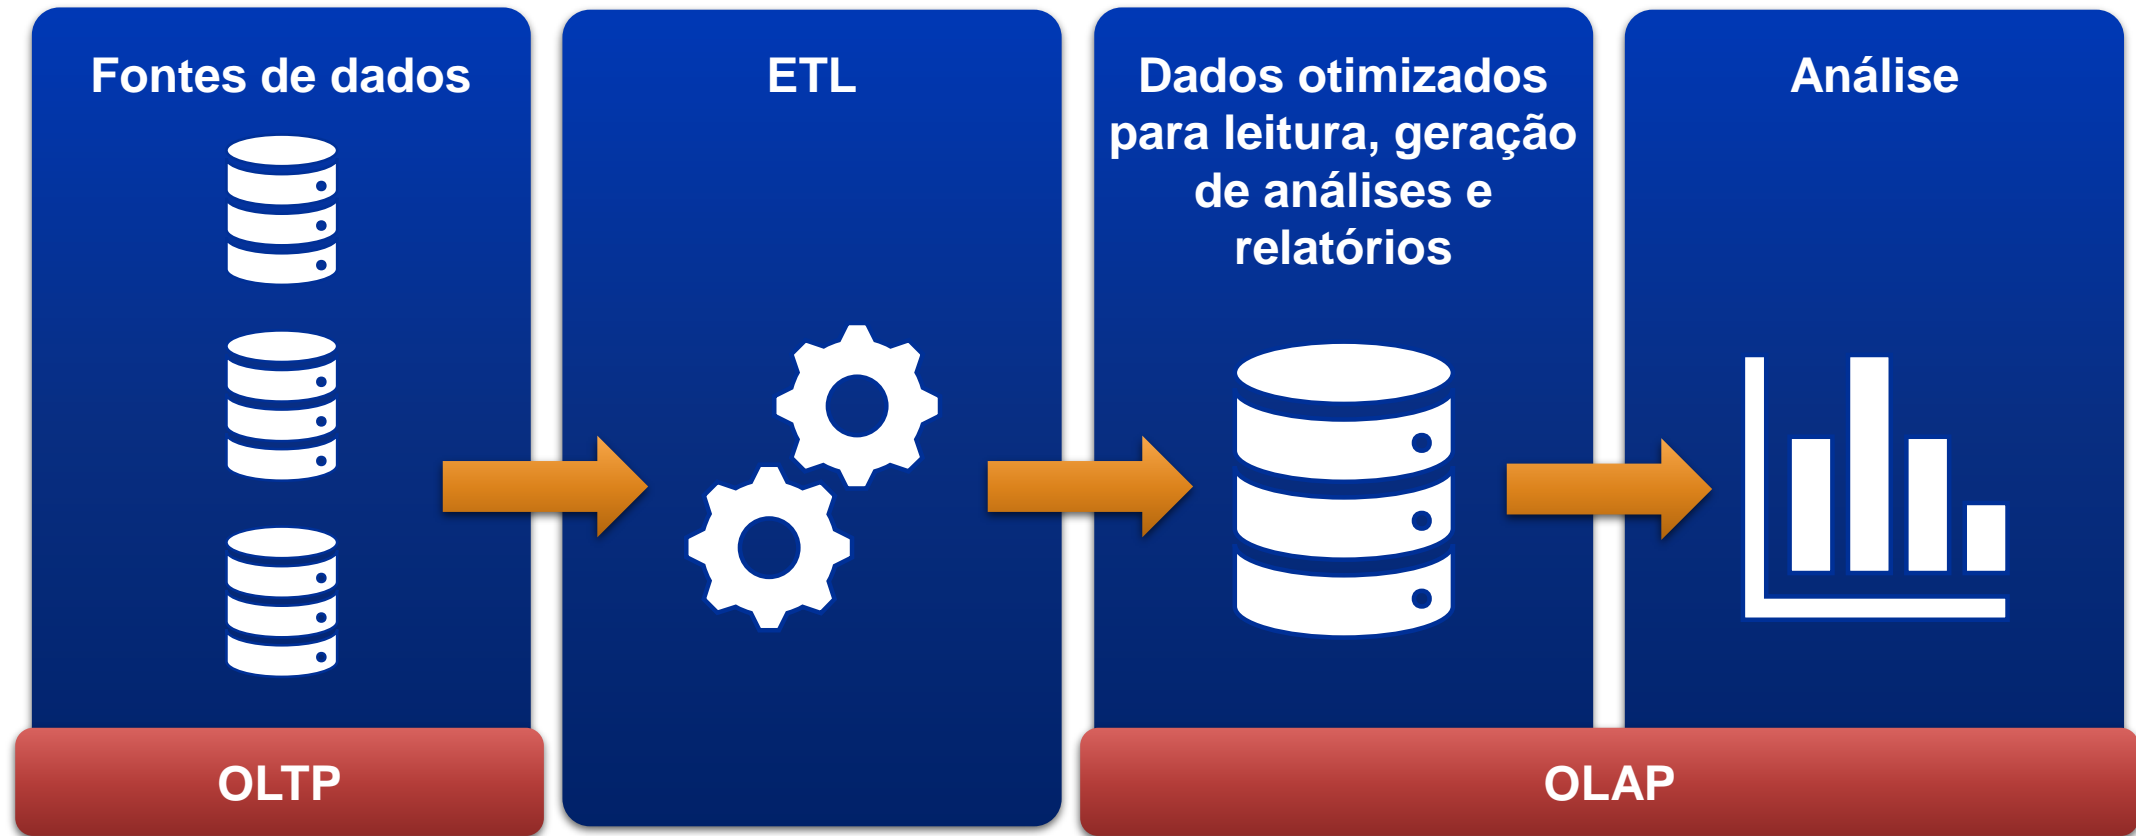 Fontes de dados
ETL
Dados otimizados
para leitura, geração
de análises e
relatórios
Análise
OLTP
OLAP